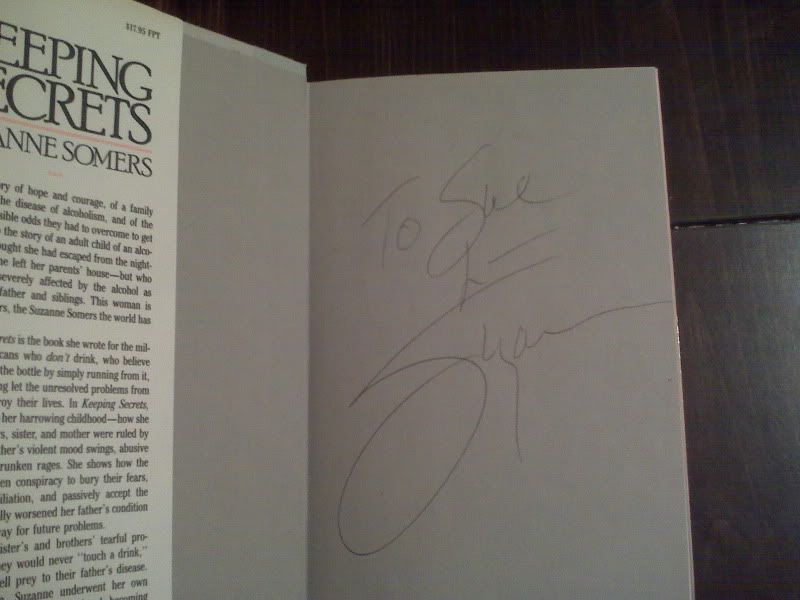 $17.95 FPT
EEPING
ECRETS
ANNE SOMERS
ry of hope and courage, of a family
he disease of alcoholism, and of the
sible odds they had to overcome to get
the story of an adult child of an alco-
ought she had escaped from the night-
ne left her parents' house—but who
severely affected by the alcohol as
father and siblings. This woman is
rs, the Suzanne Somers the world has
rets is the book she wrote for the mil-
cans who don't drink, who believe
the bottle by simply running from it,
ng let the unresolved problems from
roy their lives. In Keeping Secrets,
her harrowing childhood—how she
rs, sister, and mother were ruled by
ther's violent mood swings, abusive
runken rages. She shows how the
en conspiracy to bury their fears,
iliation, and passively accept the
lly worsened her father's condition
ay for future problems.
ister's and brothers' tearful pro-
ey would never "touch a drink,"
ell prey to their father's disease.
Suzanne underwent her own
becoming
To Sue